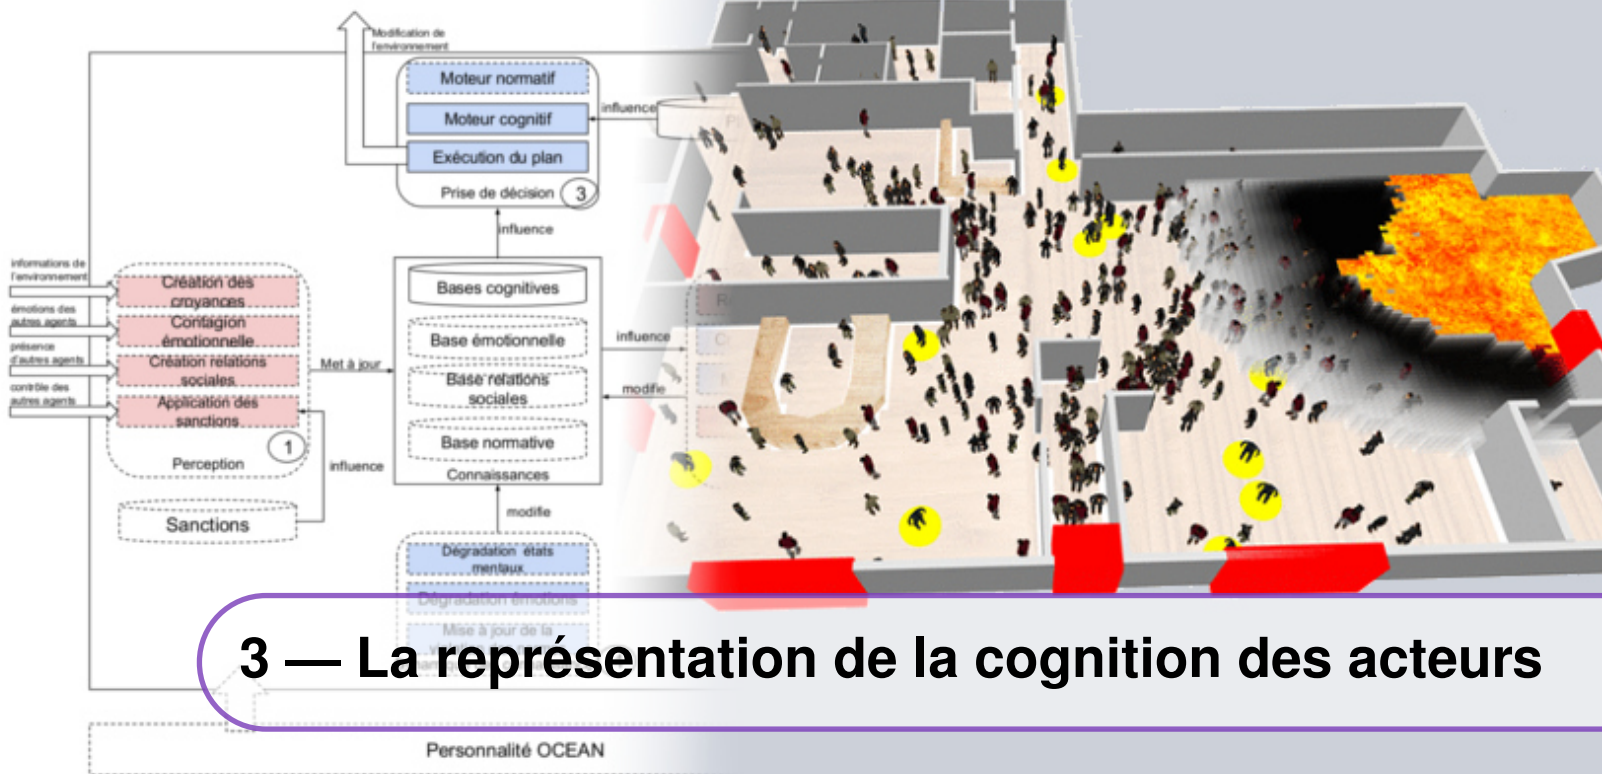 Modification de
l'environnement
Moteur normatif
Moteur cognitif
influence
Exécution du plan
Prise de décision
3
influence
informations de
l'environnement
Création des
croyances
émotions des
autres agents
Contagion
émotionnelle
présence
d'autres agents
Création relations
sociales
contrôle des
autres agents
Application des
sanctions
1
Perception
Met à jour
influence
Sanctions
Bases cognitives
Base émotionnelle
Base relations
sociales
Base normative
Connaissances
influence
modifie
modifie
Dégradation états
mentaux
Dégradation émotions
Mise à jour de la
3 — La représentation de la cognition des acteurs
Personnalité OCEAN